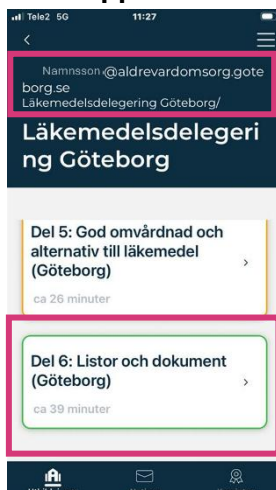 Tele2 5G 11:27
Namnsson @aldrevardomsorg.gote
borg.se
Läkemedelsdelegering Göteborg/
Läkemedelsdelegeri
ng Göteborg
Del 5: God omvårdnad och
alternativ till läkemedel
(Göteborg)
ca 26 minuter
Del 6: Listor och dokument
(Göteborg)
ca 39 minuter